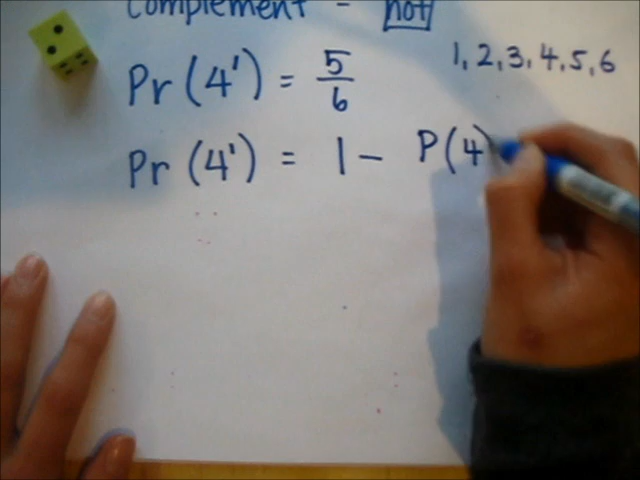 complement - not
Pr (4') = 5/6
1, 2, 3, 4, 5, 6
Pr (4') = 1 - P(4)